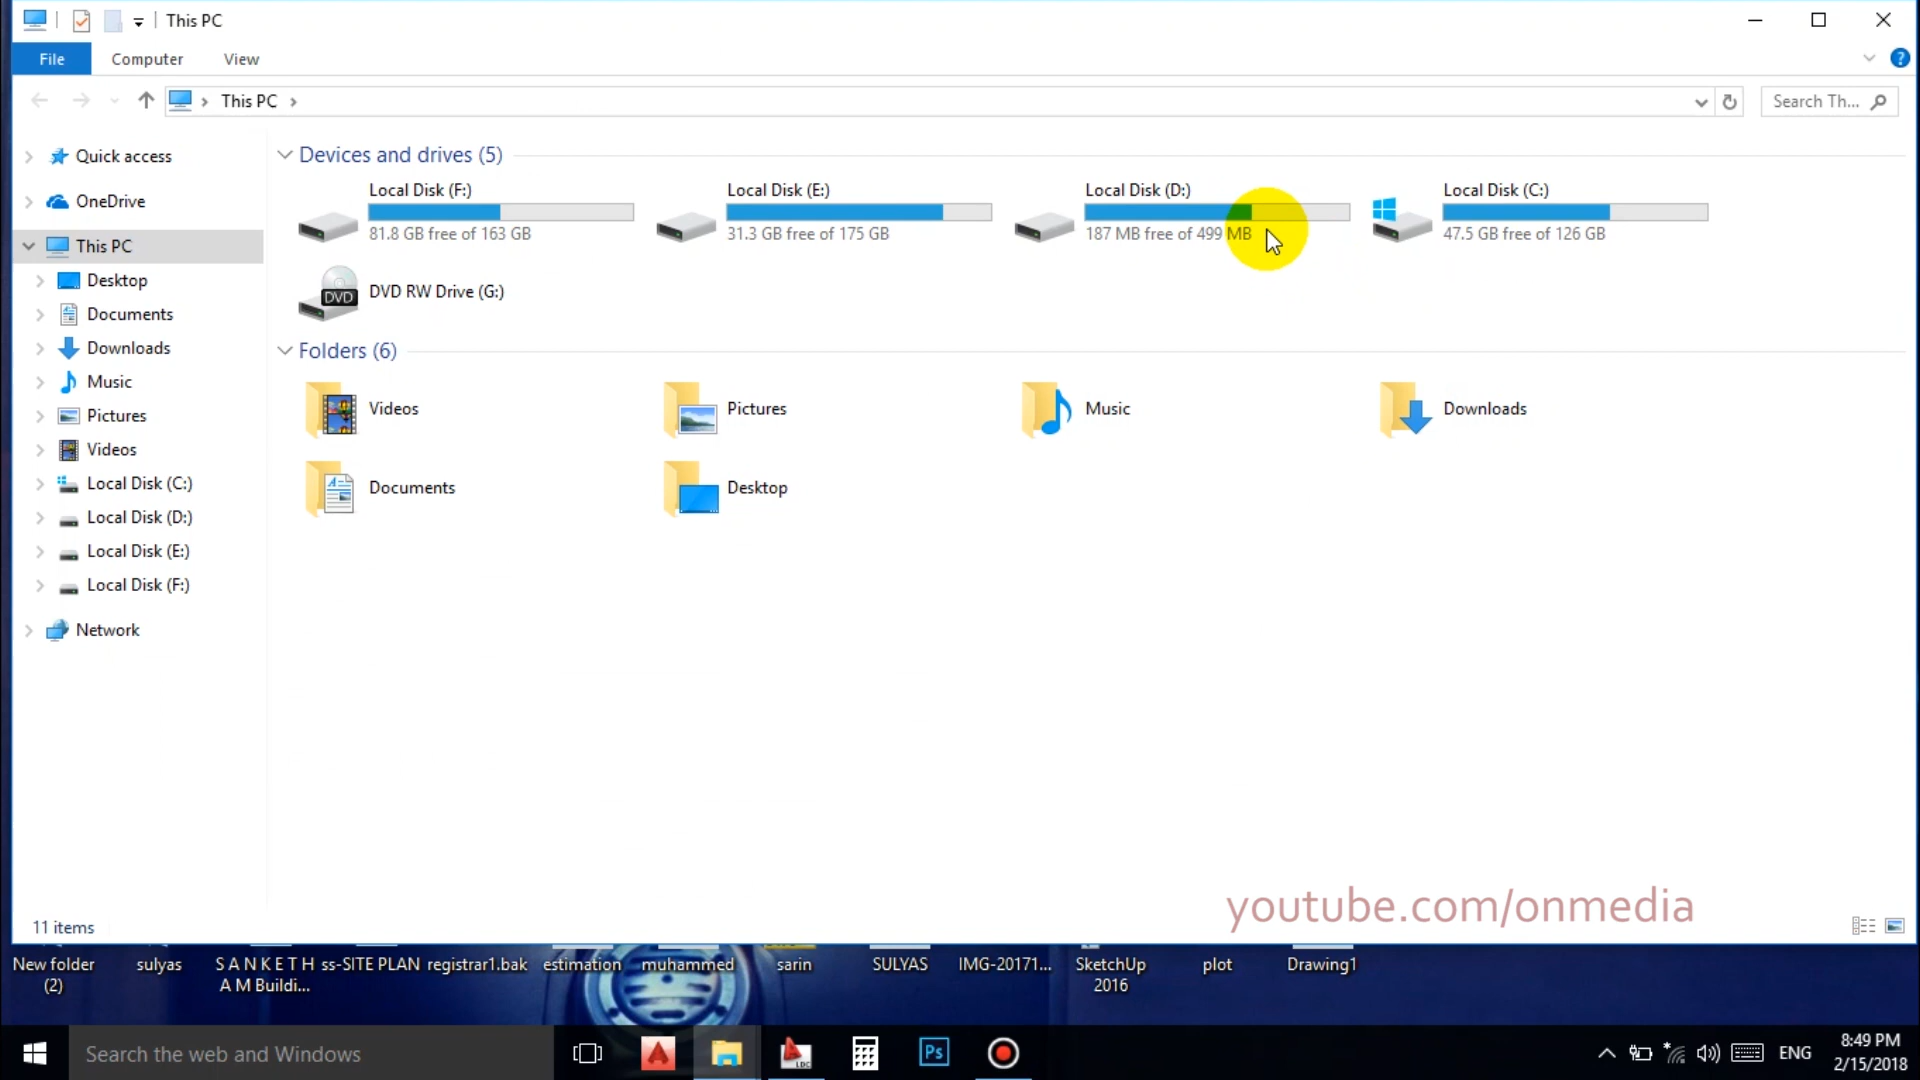 This PC
File Computer View
This PC
Search Th...
Quick access
OneDrive
This PC
Desktop
Documents
Downloads
Music
Pictures
Videos
Local Disk (C:)
Local Disk (D:)
Local Disk (E:)
Local Disk (F:)
Network
Devices and drives (5)
Local Disk (F:)
81.8 GB free of 163 GB
Local Disk (E:)
31.3 GB free of 175 GB
Local Disk (D:)
187 MB free of 499 MB
Local Disk (C:)
47.5 GB free of 126 GB
DVD
DVD RW Drive (G:)
Folders (6)
Videos
Pictures
Music
Downloads
Documents
Desktop
youtube.com/onmedia
11 items
New folder
(2)
sulyas
S A N K E T H
A M Buildi...
ss-SITE PLAN
registrar1.bak
estimation
muhammed
sarin
SULYAS
IMG-20171...
SketchUp
2016
plot
Drawing1
Search the web and Windows
LDC
Ps
ENG
8:49 PM
2/15/2018